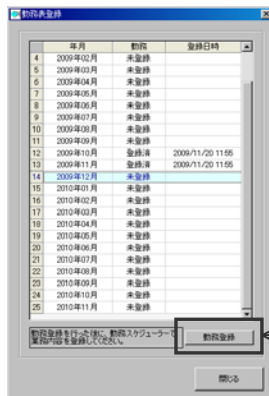 勤務表登録
年月 勤務 登録日時
4 2009年02月 未登録
5 2009年03月 未登録
6 2009年04月 未登録
7 2009年05月 未登録
8 2009年06月 未登録
9 2009年07月 未登録
10 2009年08月 未登録
11 2009年09月 未登録
12 2009年10月 登録済 2009/11/20 11:55
13 2009年11月 登録済 2009/11/20 11:55
14 2009年12月 未登録
15 2010年01月 未登録
16 2010年02月 未登録
17 2010年03月 未登録
18 2010年04月 未登録
19 2010年05月 未登録
20 2010年06月 未登録
21 2010年07月 未登録
22 2010年08月 未登録
23 2010年09月 未登録
24 2010年10月 未登録
25 2010年11月 未登録
勤務登録を行った後に、勤務スケジューラーで
業務内容を登録してください。
勤務登録
閉じる